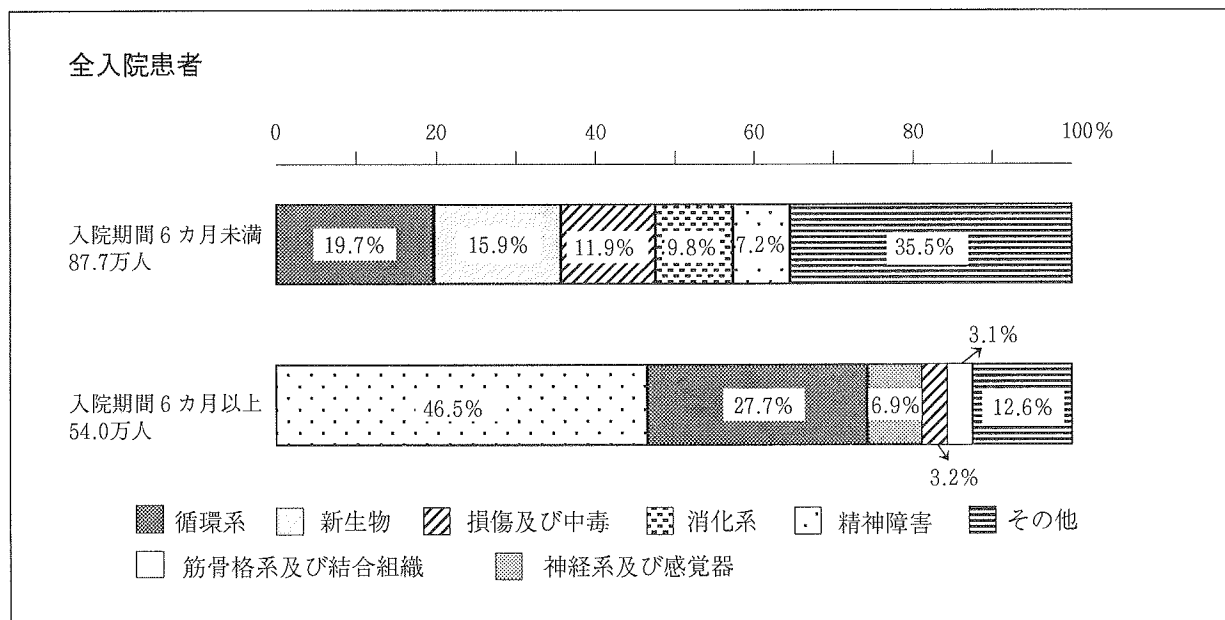 全入院患者
0 20 40 60 80 100%
入院期間6カ月未満
87.7万人
19.7% 15.9% 11.9% 9.8% 7.2% 35.5%
3.1%
入院期間6カ月以上
54.0万人
46.5% 27.7% 6.9% 12.6%
3.2%
循環系 新生物 損傷及び中毒 消化系 精神障害 その他
筋骨格系及び結合組織 神経系及び感覚器